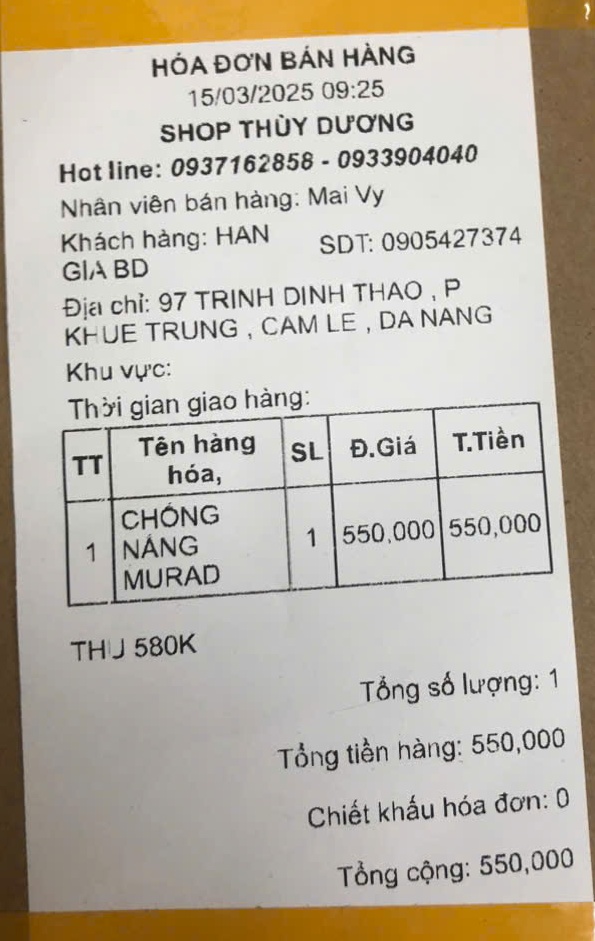 HÓA ĐƠN BÁN HÀNG
15/03/2025 09:25
SHOP THÙY DƯƠNG
Hot line: 0937162858 - 0933904040
Nhân viên bán hàng: Mai Vy
Khách hàng: HAN GIA BD
SDT: 0905427374
Địa chỉ: 97 TRINH DINH THAO , P
KHUE TRUNG , CAM LE , DA NANG
Khu vực:
Thời gian giao hàng:
TT Tên hàng hóa, SL Đ.Giá T.Tiền
1 CHỐNG NẮNG MURAD 1 550,000 550,000
THU 580K
Tổng số lượng: 1
Tổng tiền hàng: 550,000
Chiết khấu hóa đơn: 0
Tổng cộng: 550,000